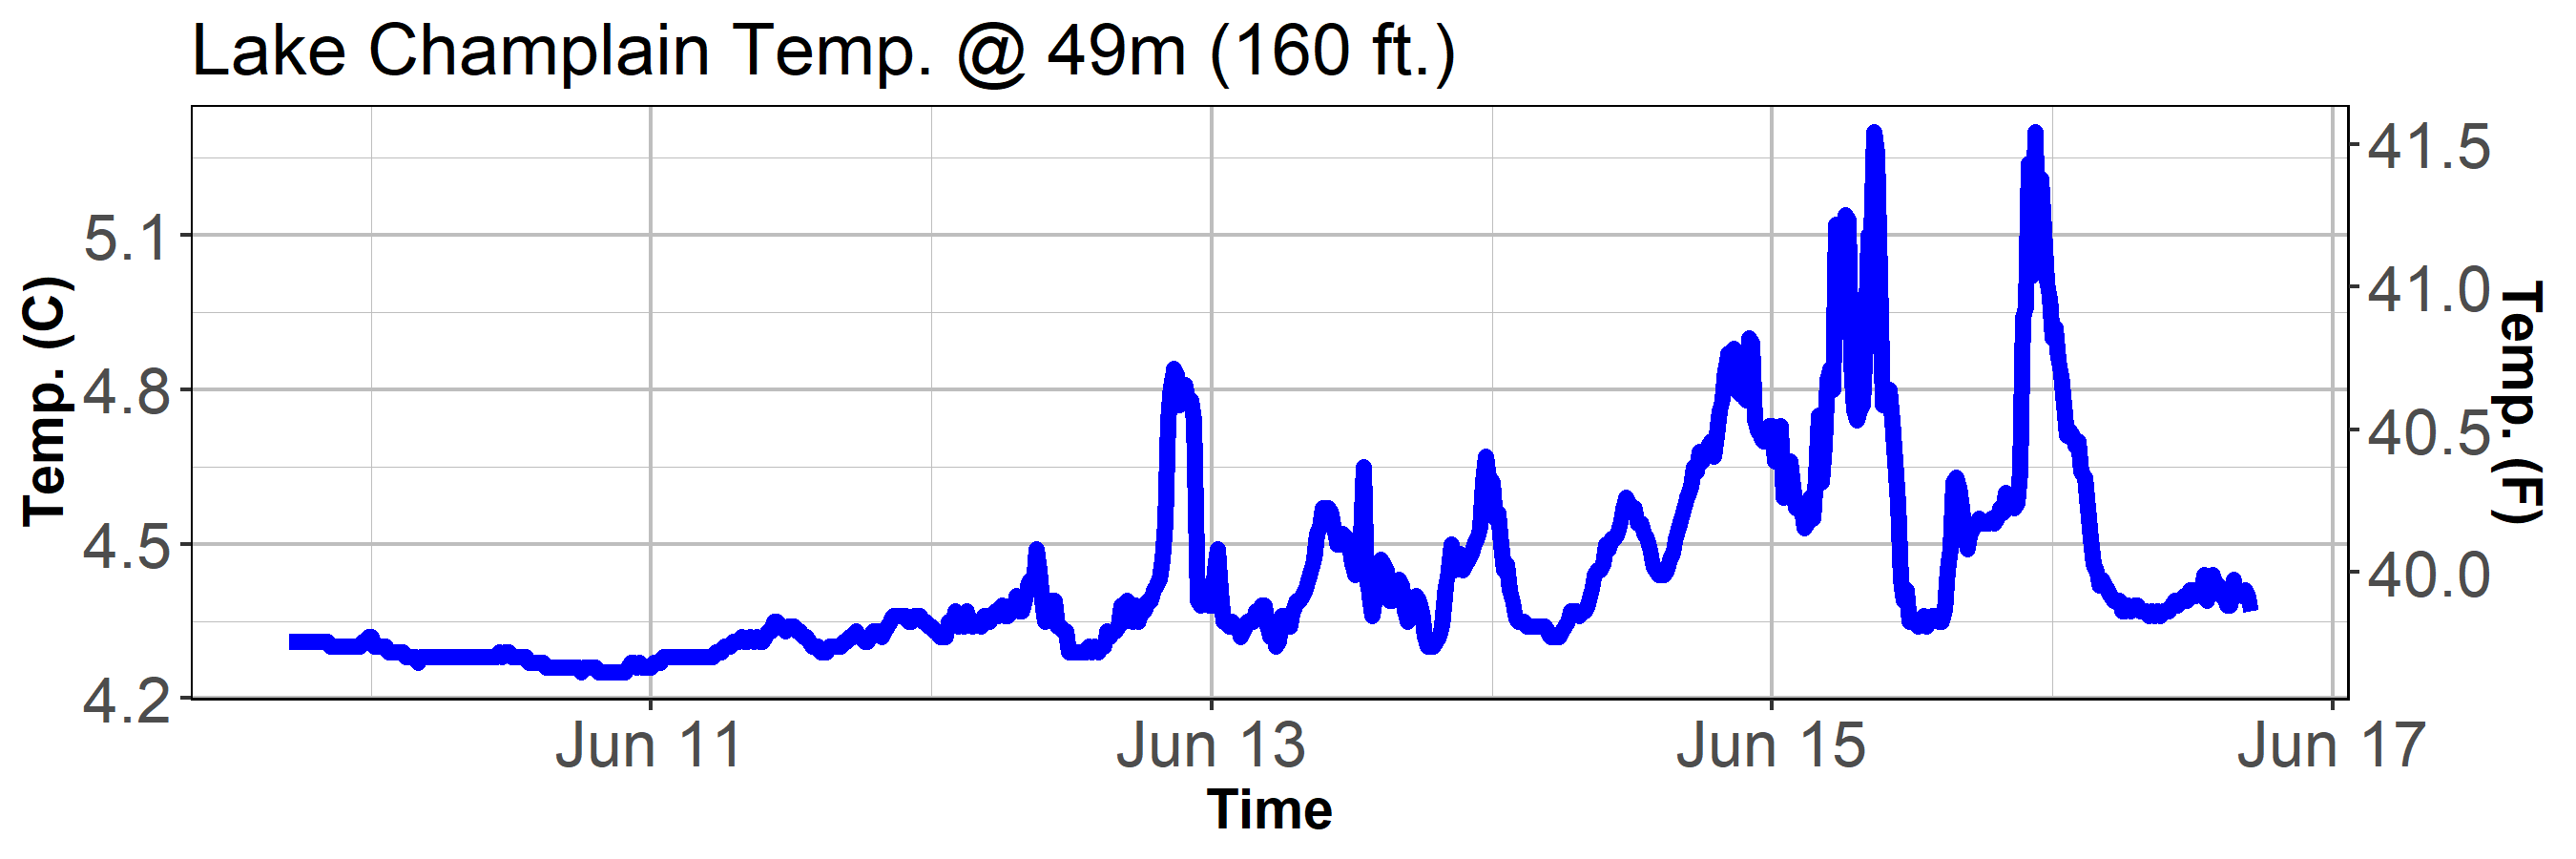 Lake Champlain Temp. @ 49m (160 ft.)
Temp. (C)
5.1
4.8
4.5
4.2
41.5
41.0
40.5
40.0
Temp. (F)
Jun 11 Jun 13 Jun 15 Jun 17
Time